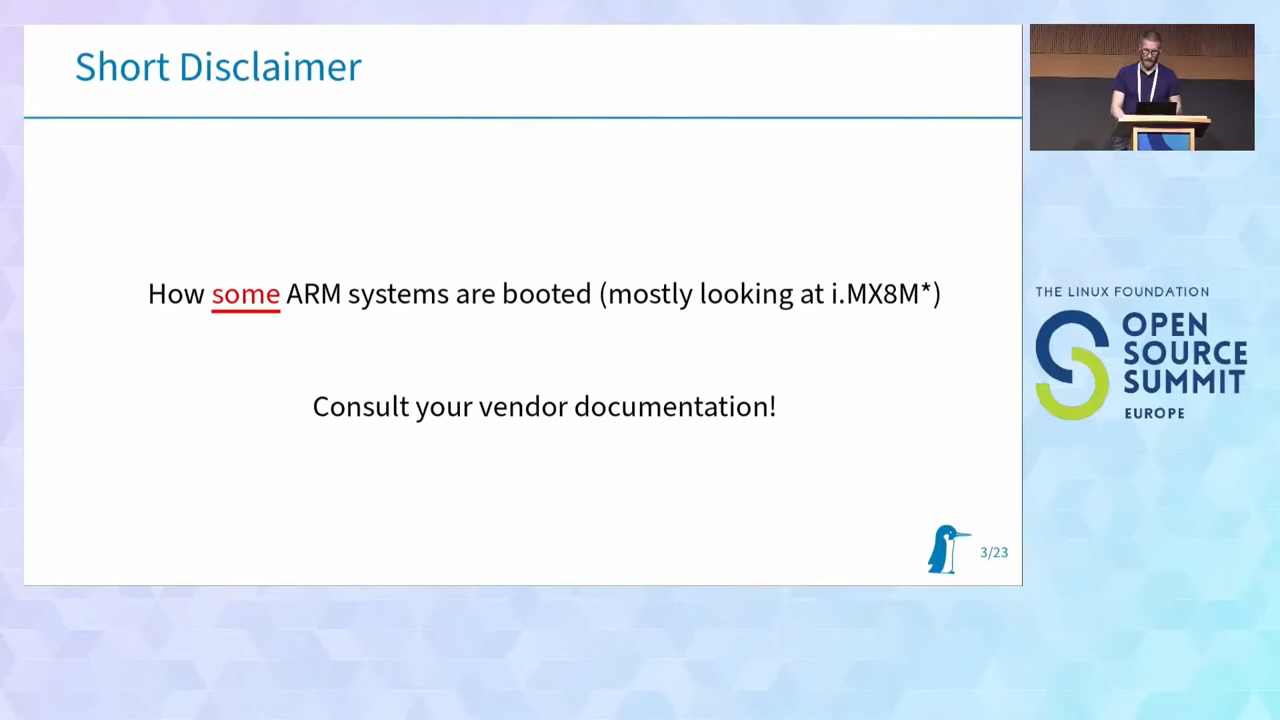 Short Disclaimer
How some ARM systems are booted (mostly looking at i.MX8M*)
Consult your vendor documentation!
3/23
THE LINUX FOUNDATION
OPEN
SOURCE
SUMMIT
EUROPE